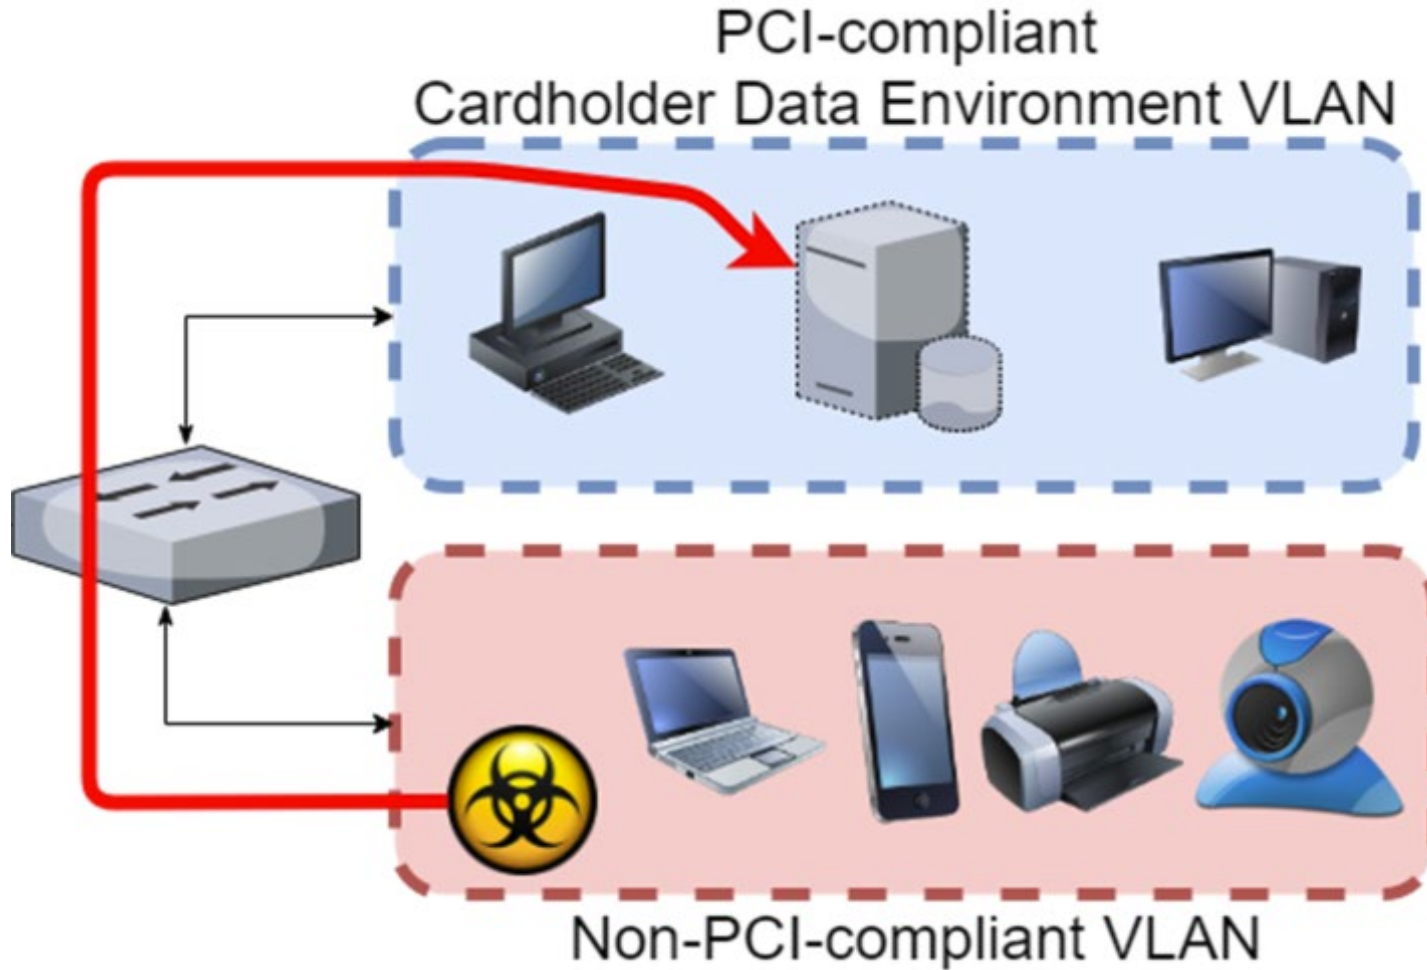 PCI-compliant
Cardholder Data Environment VLAN
Non-PCI-compliant VLAN